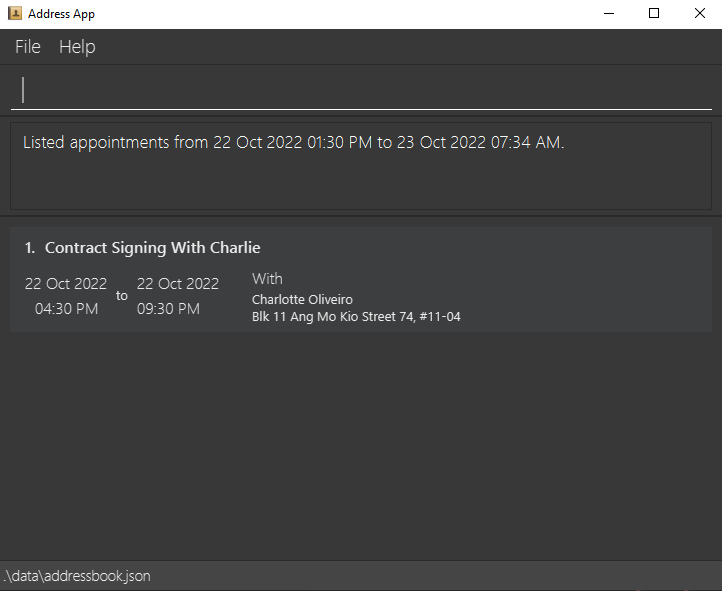 Address App
File Help
Listed appointments from 22 Oct 2022 01:30 PM to 23 Oct 2022 07:34 AM.
1. Contract Signing With Charlie
22 Oct 2022
04:30 PM
to
22 Oct 2022
09:30 PM
With
Charlotte Oliveiro
Blk 11 Ang Mo Kio Street 74, #11-04
.\data\addressbook.json